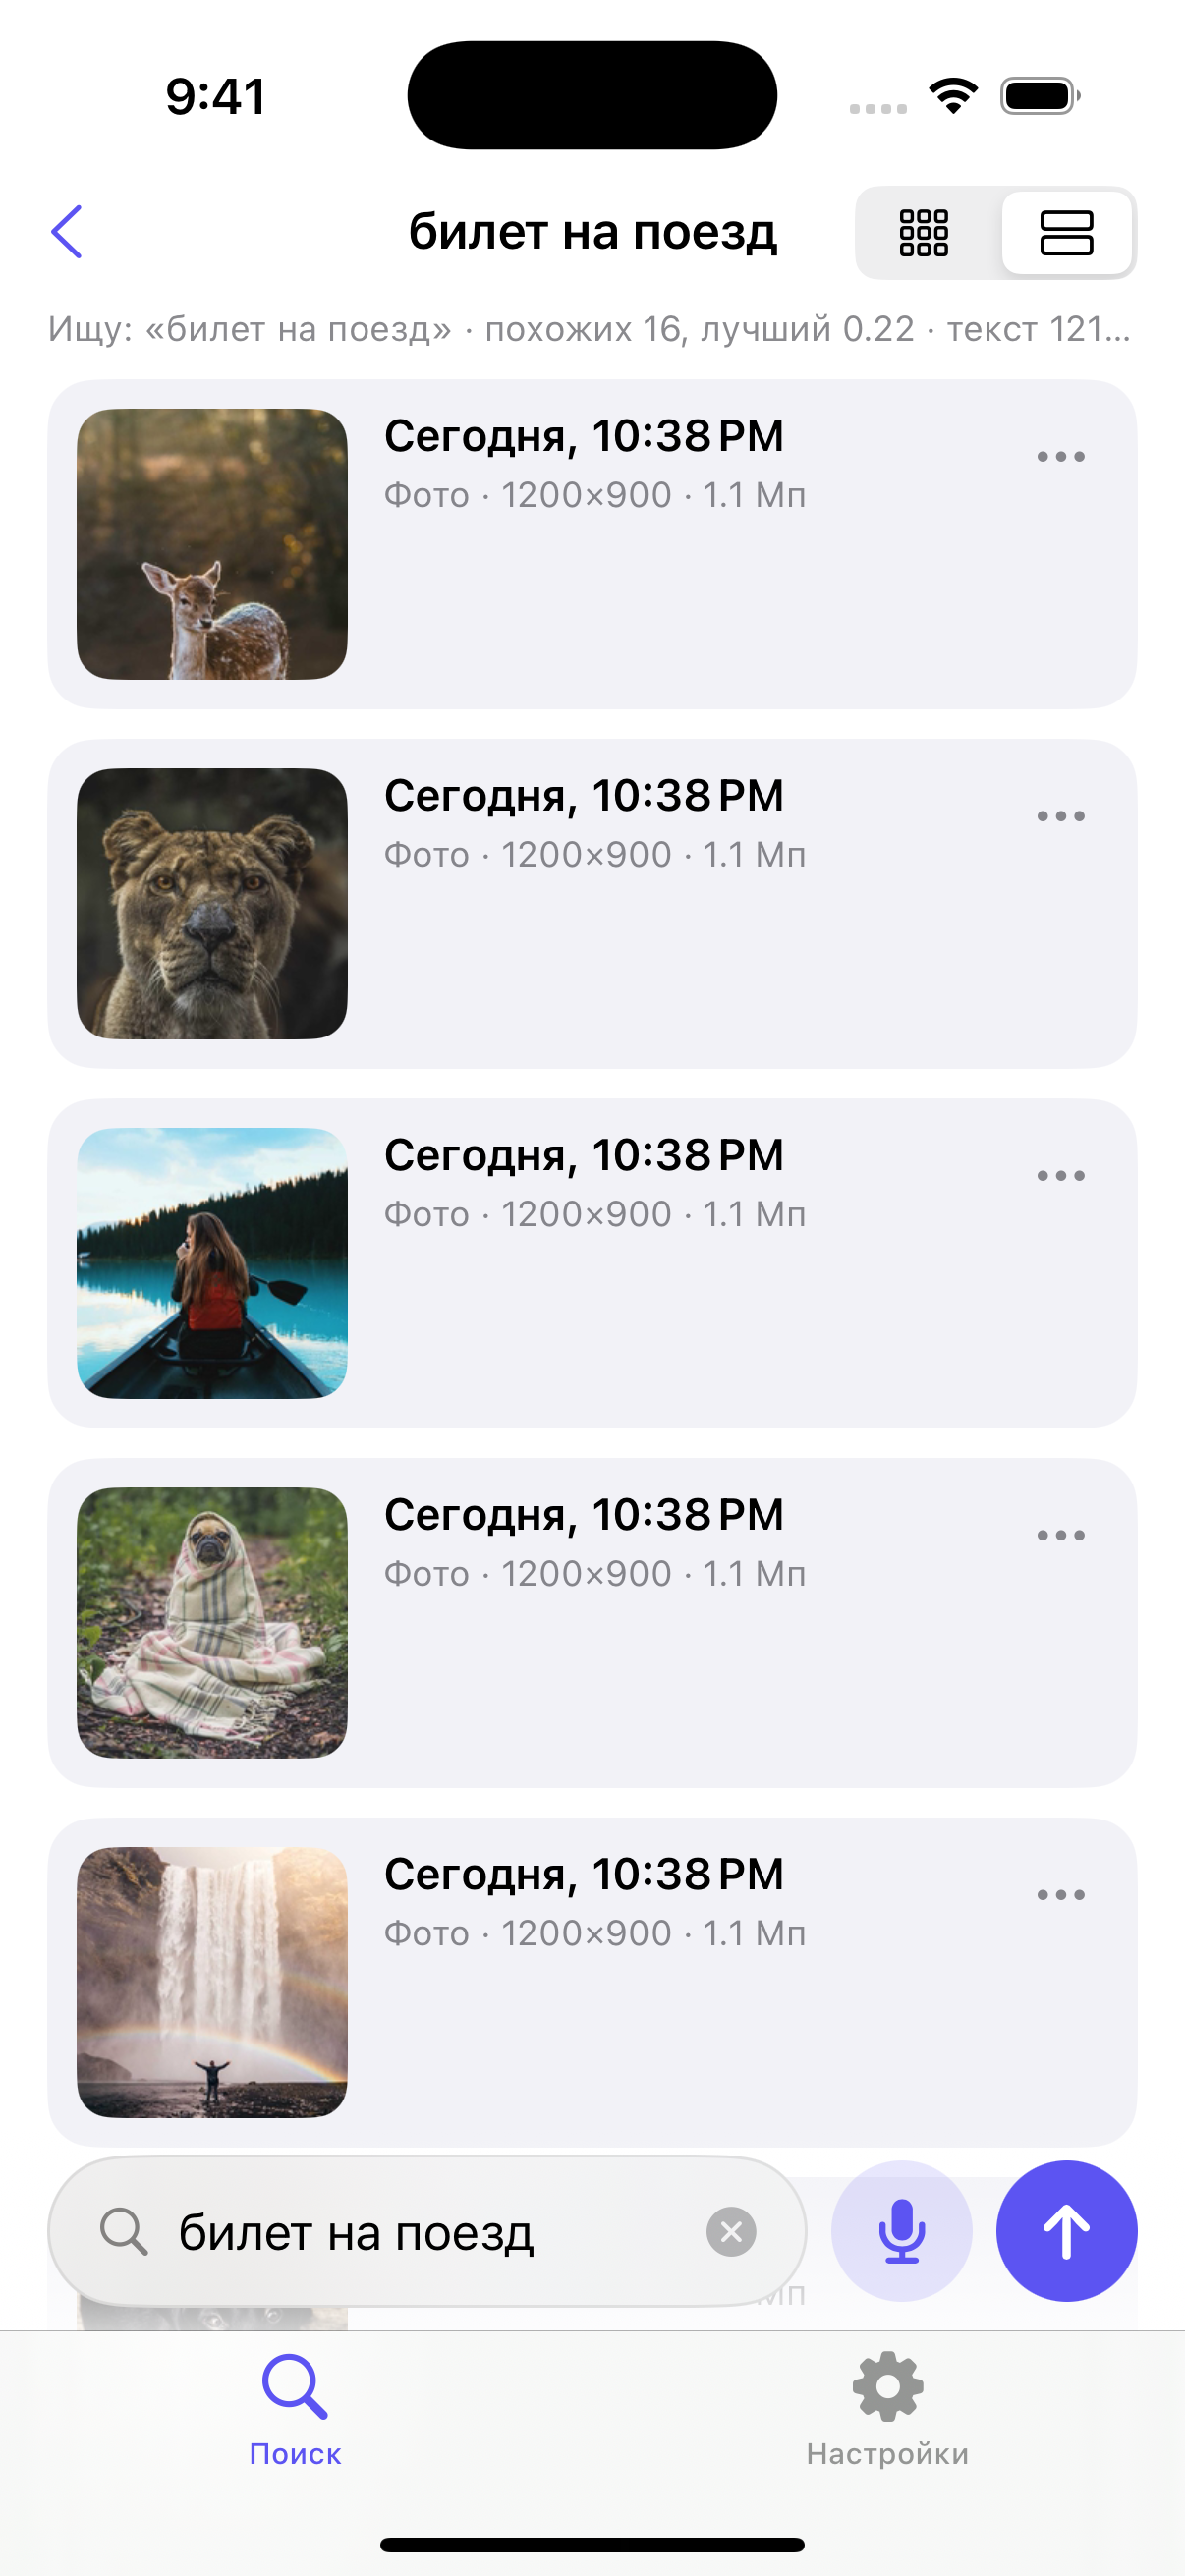 9:41
билет на поезд
Ищу: «билет на поезд» · похожих 16, лучший 0.22 · текст 121...
Сегодня, 10:38 PM
Фото · 1200×900 · 1.1 Мп
Сегодня, 10:38 PM
Фото · 1200×900 · 1.1 Мп
Сегодня, 10:38 PM
Фото · 1200×900 · 1.1 Мп
Сегодня, 10:38 PM
Фото · 1200×900 · 1.1 Мп
Сегодня, 10:38 PM
Фото · 1200×900 · 1.1 Мп
билет на поезд
Поиск
Настройки